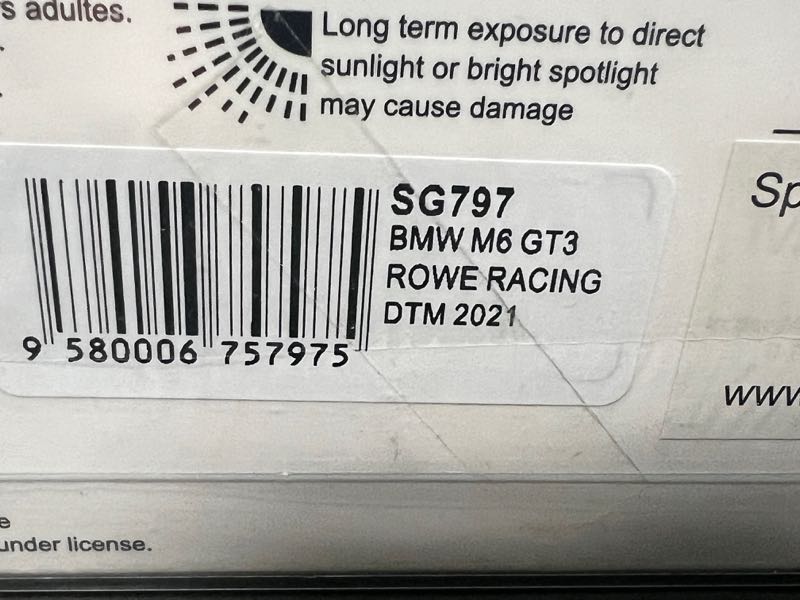 s adultes.
Long term exposure to direct
sunlight or bright spotlight
may cause damage
SG797
BMW M6 GT3
ROWE RACING
DTM 2021
9 580006 757975
Sp
www
e
under license.